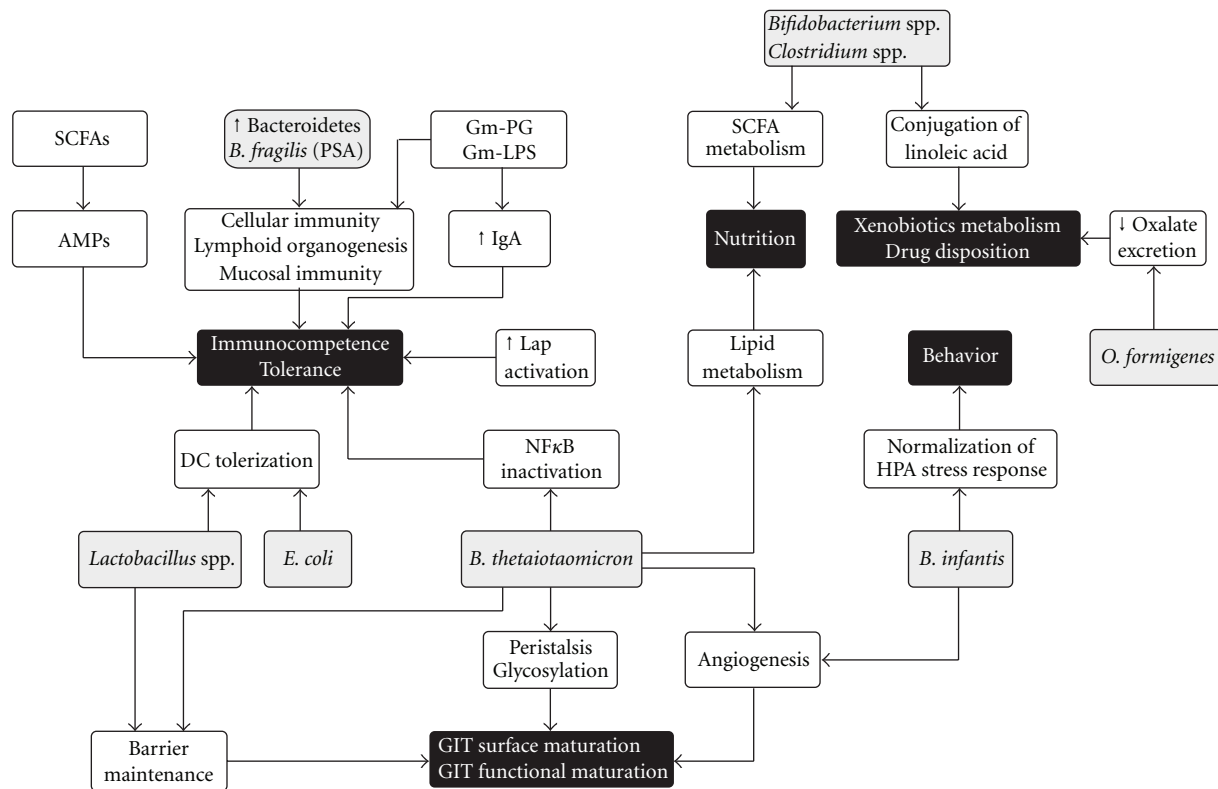 Bifidobacterium spp.
Clostridium spp.
SCFAs
↑ Bacteroidetes
B. fragilis (PSA)
Gm-PG
Gm-LPS
SCFA
metabolism
Conjugation of
linoleic acid
AMPs
Cellular immunity
Lymphoid organogenesis
Mucosal immunity
↑ IgA
Nutrition
Xenobiotics metabolism
Drug disposition
↓ Oxalate
excretion
Immunocompetence
Tolerance
↑ Lap
activation
Lipid
metabolism
Behavior
O. formigenes
DC tolerization
NFκB
inactivation
Normalization of
HPA stress response
Lactobacillus spp.
E. coli
B. thetaiotaomicron
B. infantis
Peristalsis
Glycosylation
Angiogenesis
Barrier
maintenance
GIT surface maturation
GIT functional maturation